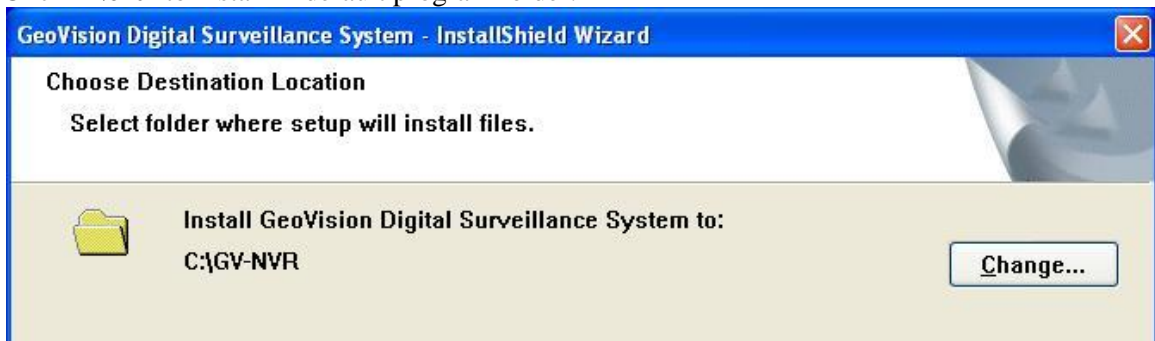 GeoVision Digital Surveillance System - InstallShield Wizard
Choose Destination Location
Select folder where setup will install files.
Install GeoVision Digital Surveillance System to:
C:\GV-NVR
Change...